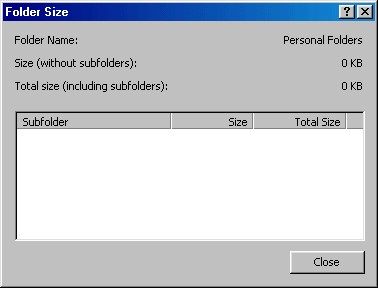 Folder Size
Folder Name: Personal Folders
Size (without subfolders): 0 KB
Total size (including subfolders): 0 KB
Subfolder Size Total Size
Close